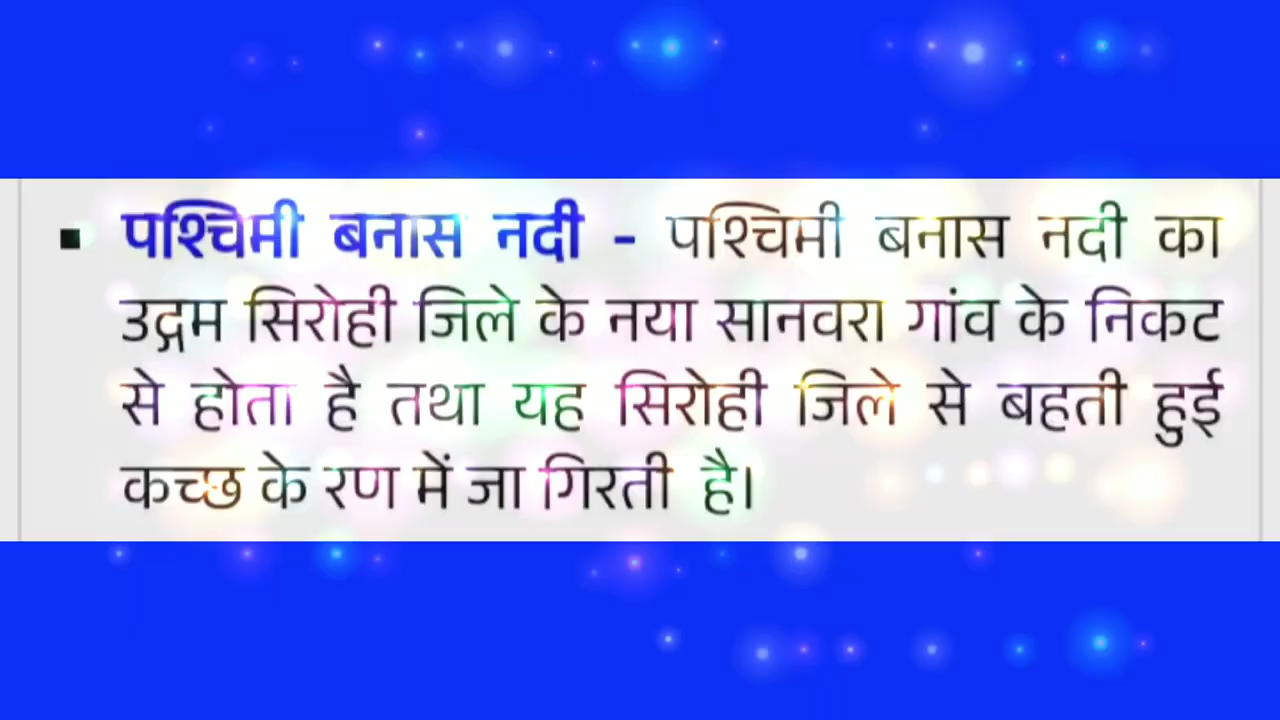 ▪ पश्चिमी बनास नदी - पश्चिमी बनास नदी का
उद्गम सिरोही जिले के नया सानवरा गांव के निकट
से होता है तथा यह सिरोही जिले से बहती हुई
कच्छ के रण में जा गिरती है।